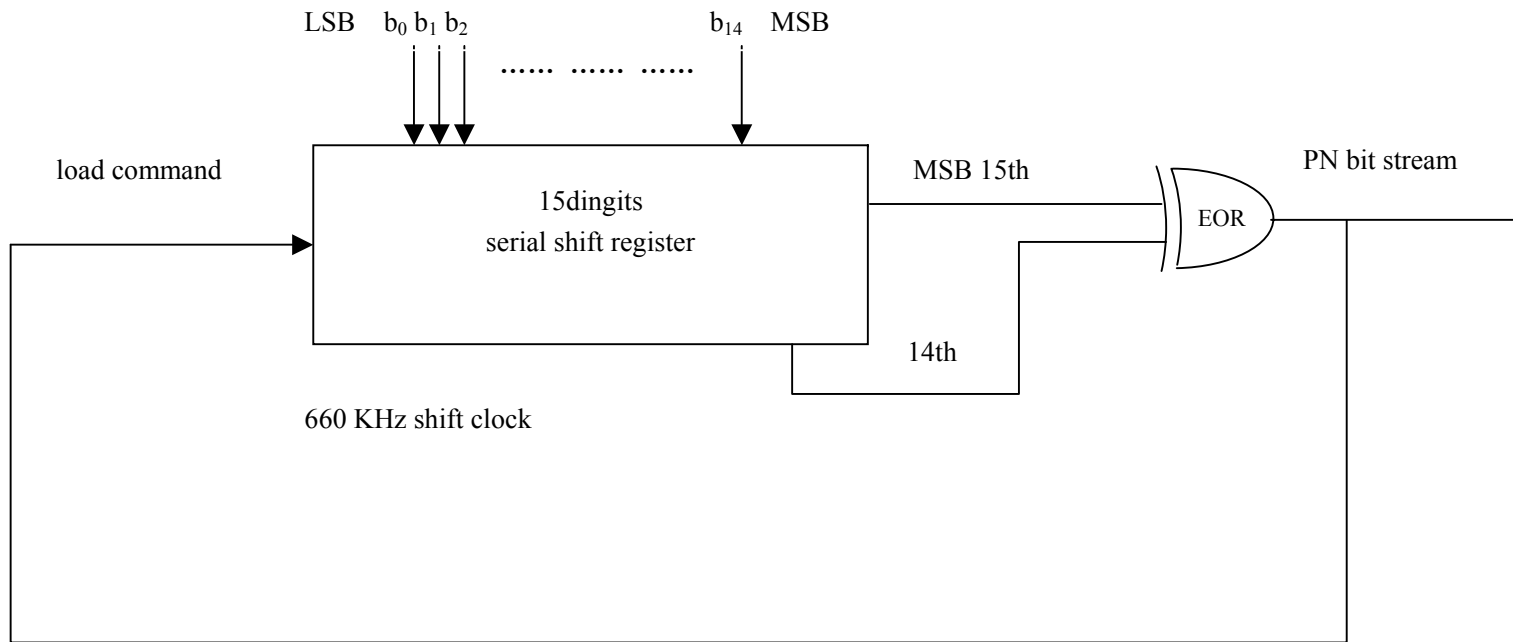 LSB b₀ b₁ b₂ b₁₄ MSB
…… …… ……
load command
MSB 15th
PN bit stream
15dingits
serial shift register
EOR
14th
660 KHz shift clock